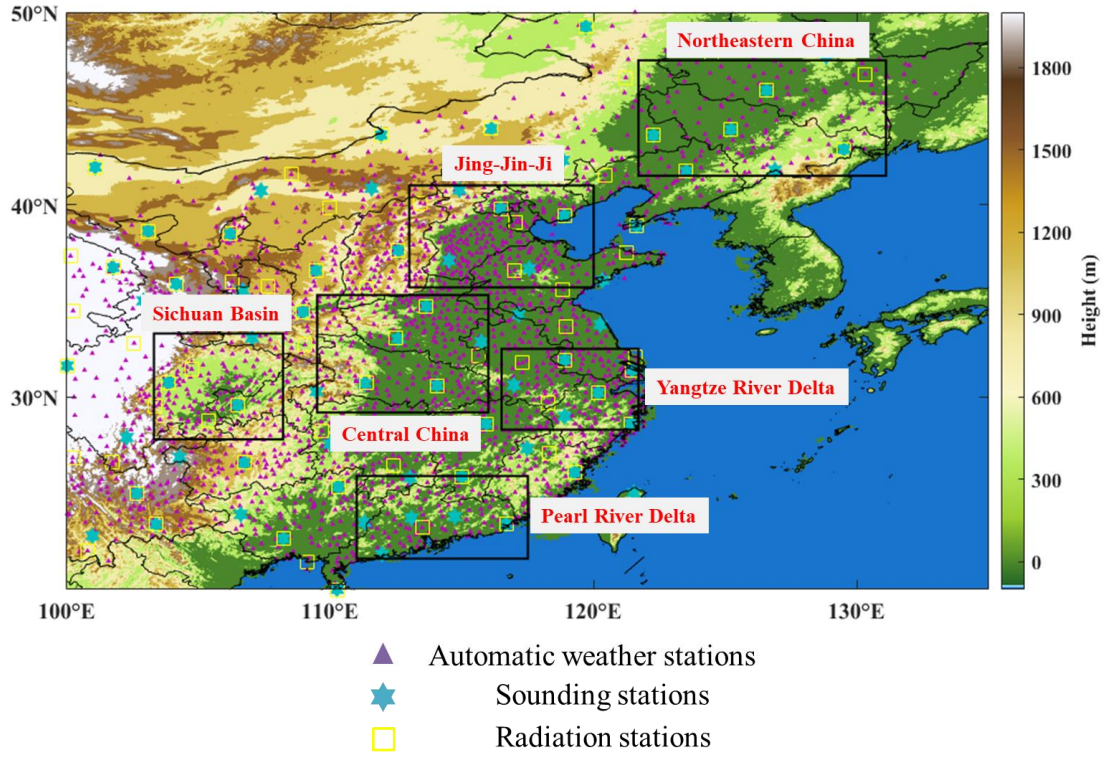 50°N
Northeastern China
1800
Jing-Jin-Ji
1500
40°N
1200
Height (m)
Sichuan Basin
900
Yangtze River Delta
600
30°N
Central China
300
Pearl River Delta
0
100°E
110°E
120°E
130°E
Automatic weather stations
Sounding stations
Radiation stations